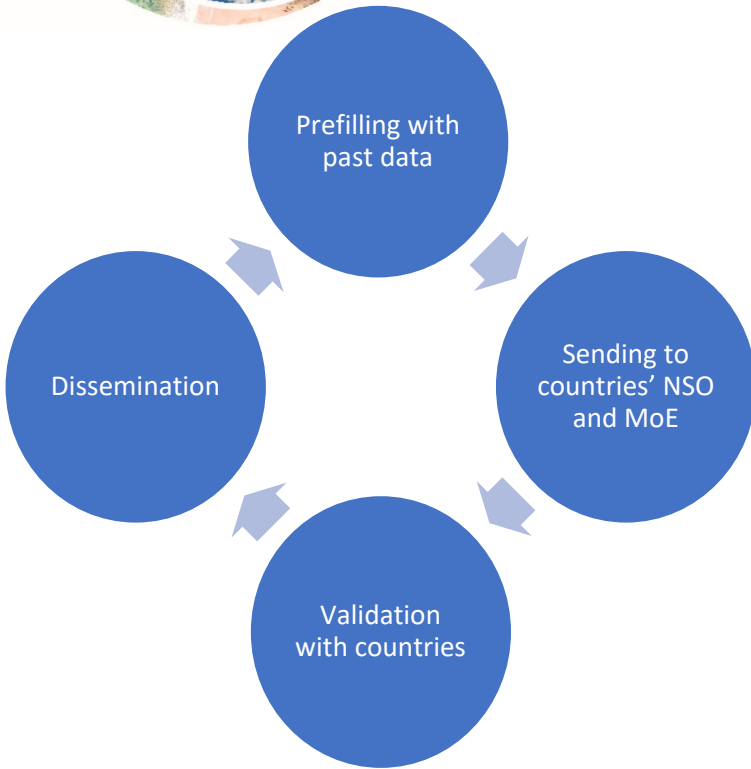 Prefilling with
past data
Sending to
countries’ NSO
and MoE
Validation
with countries
Dissemination